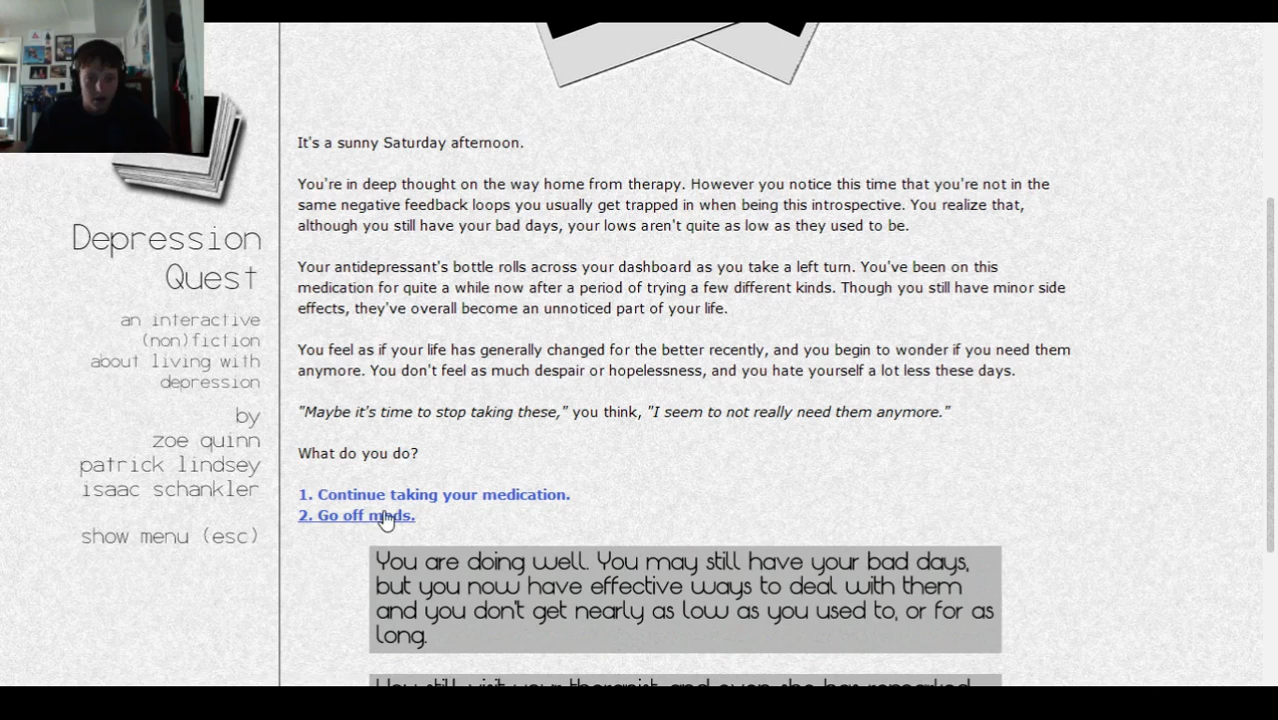 Depression
Quest
an interactive
(non)fiction
about living with
depression
by
zoe quinn
patrick lindsey
isaac schankler
show menu (esc)
It's a sunny Saturday afternoon.
You're in deep thought on the way home from therapy. However you notice this time that you're not in the
same negative feedback loops you usually get trapped in when being this introspective. You realize that,
although you still have your bad days, your lows aren't quite as low as they used to be.
Your antidepressant's bottle rolls across your dashboard as you take a left turn. You've been on this
medication for quite a while now after a period of trying a few different kinds. Though you still have minor side
effects, they've overall become an unnoticed part of your life.
You feel as if your life has generally changed for the better recently, and you begin to wonder if you need them
anymore. You don't feel as much despair or hopelessness, and you hate yourself a lot less these days.
"Maybe it's time to stop taking these," you think, "I seem to not really need them anymore."
What do you do?
1. Continue taking your medication.
2. Go off meds.
You are doing well. You may still have your bad days,
but you now have effective ways to deal with them
and you don't get nearly as low as you used to, or for as
long.
You still visit your therapist, and even she has remarked